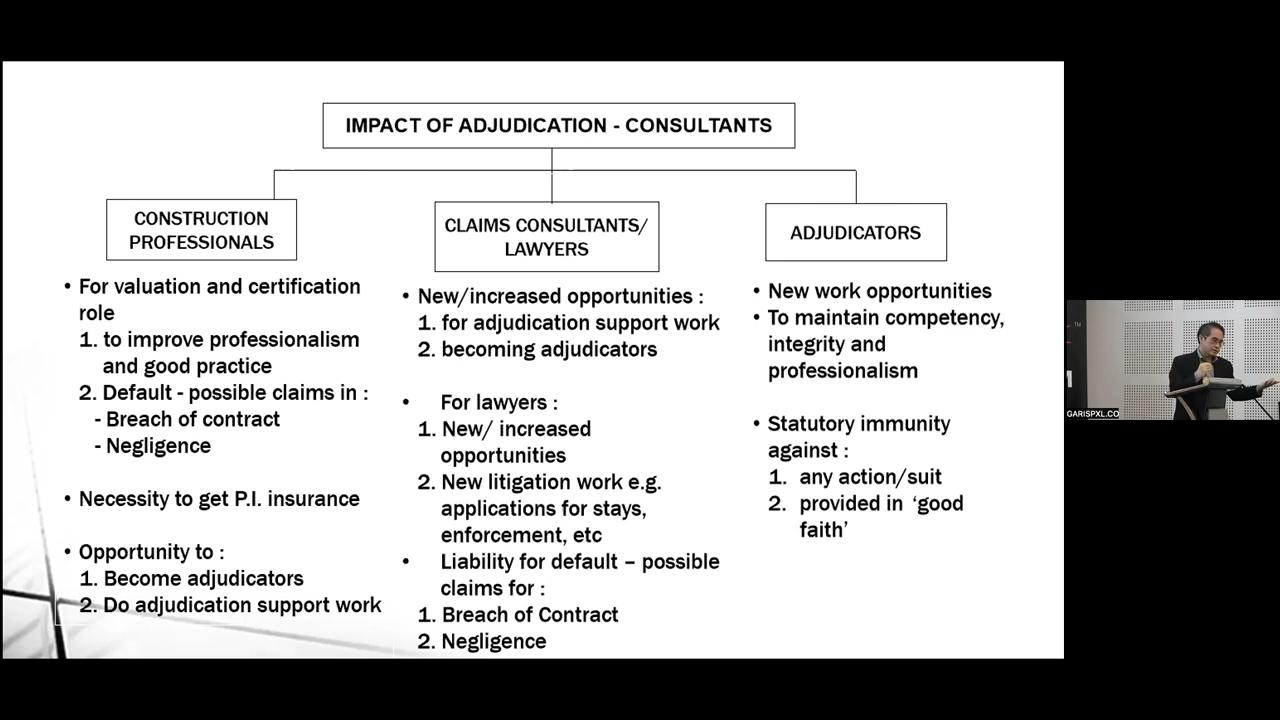 IMPACT OF ADJUDICATION - CONSULTANTS
CONSTRUCTION
PROFESSIONALS
• For valuation and certification
role
1. to improve professionalism
and good practice
2. Default - possible claims in :
- Breach of contract
- Negligence
• Necessity to get P.I. insurance
• Opportunity to :
1. Become adjudicators
2. Do adjudication support work
CLAIMS CONSULTANTS/
LAWYERS
• New/increased opportunities :
1. for adjudication support work
2. becoming adjudicators
• For lawyers :
1. New/ increased
opportunities
2. New litigation work e.g.
applications for stays,
enforcement, etc
• Liability for default – possible
claims for :
1. Breach of Contract
2. Negligence
ADJUDICATORS
• New work opportunities
• To maintain competency,
integrity and
professionalism
• Statutory immunity
against :
1. any action/suit
2. provided in ‘good
faith’
TM
GARISPXL.CO